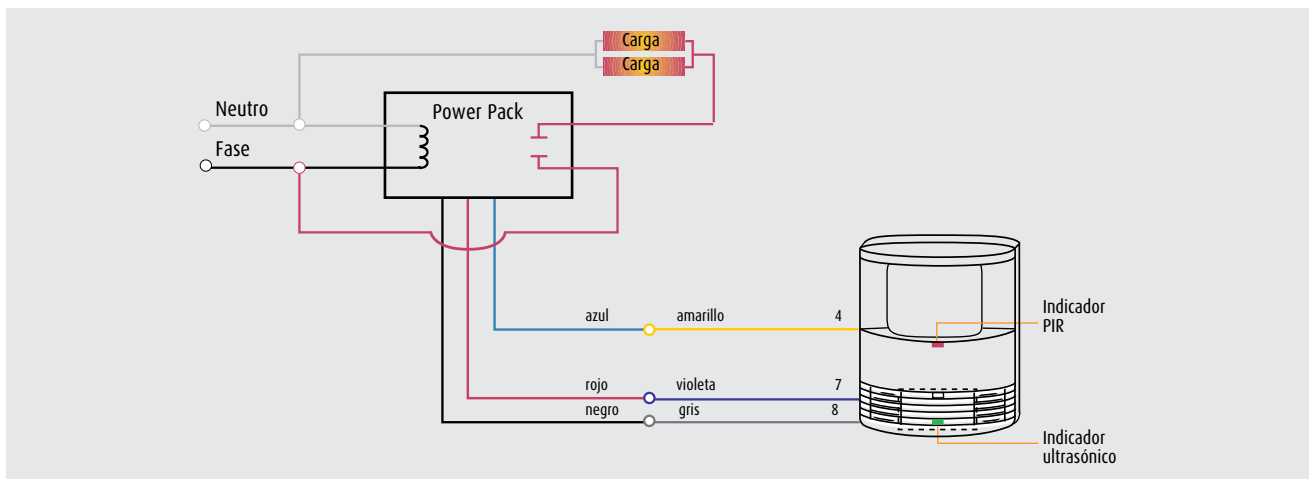 Carga
Carga
Neutro
Power Pack
Fase
azul amarillo 4
Indicador
PIR
rojo violeta 7
negro gris 8
Indicador
ultrasónico